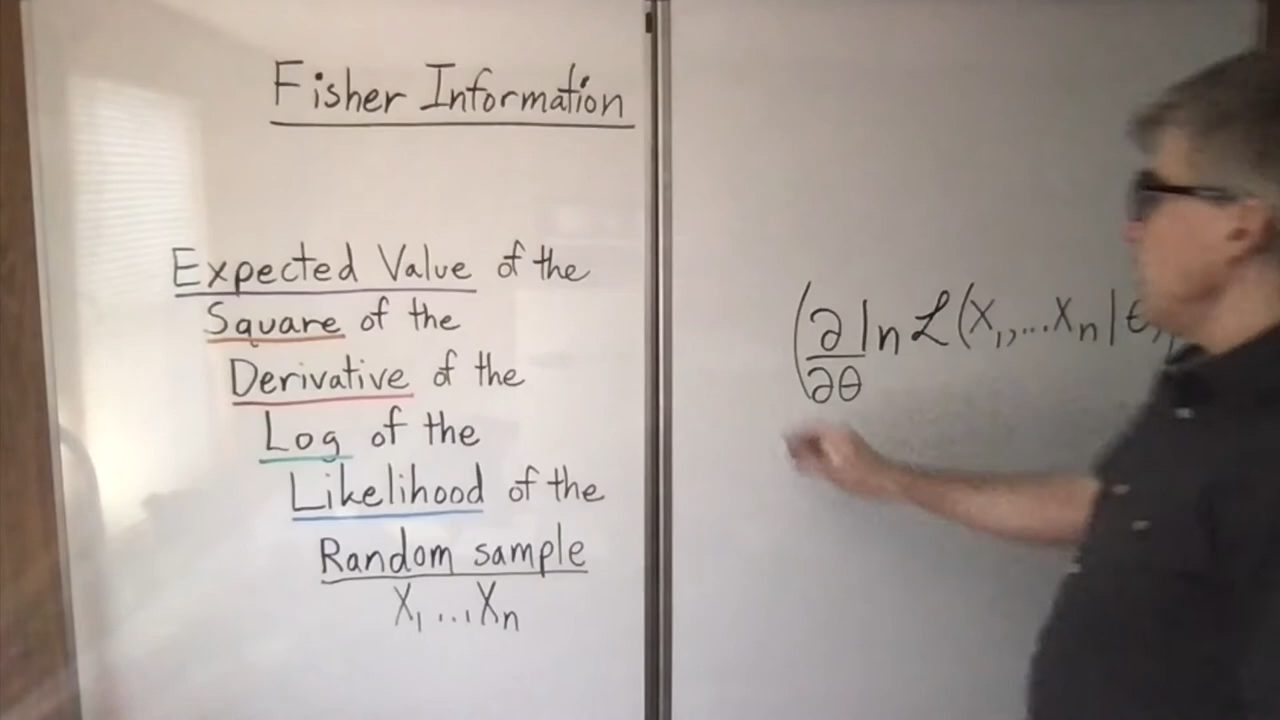 Fisher Information
Expected Value of the
Square of the
Derivative of the
Log of the
Likelihood of the
Random sample
X₁ ... Xₙ
(∂/∂θ ln ℒ(X₁, ... Xₙ |